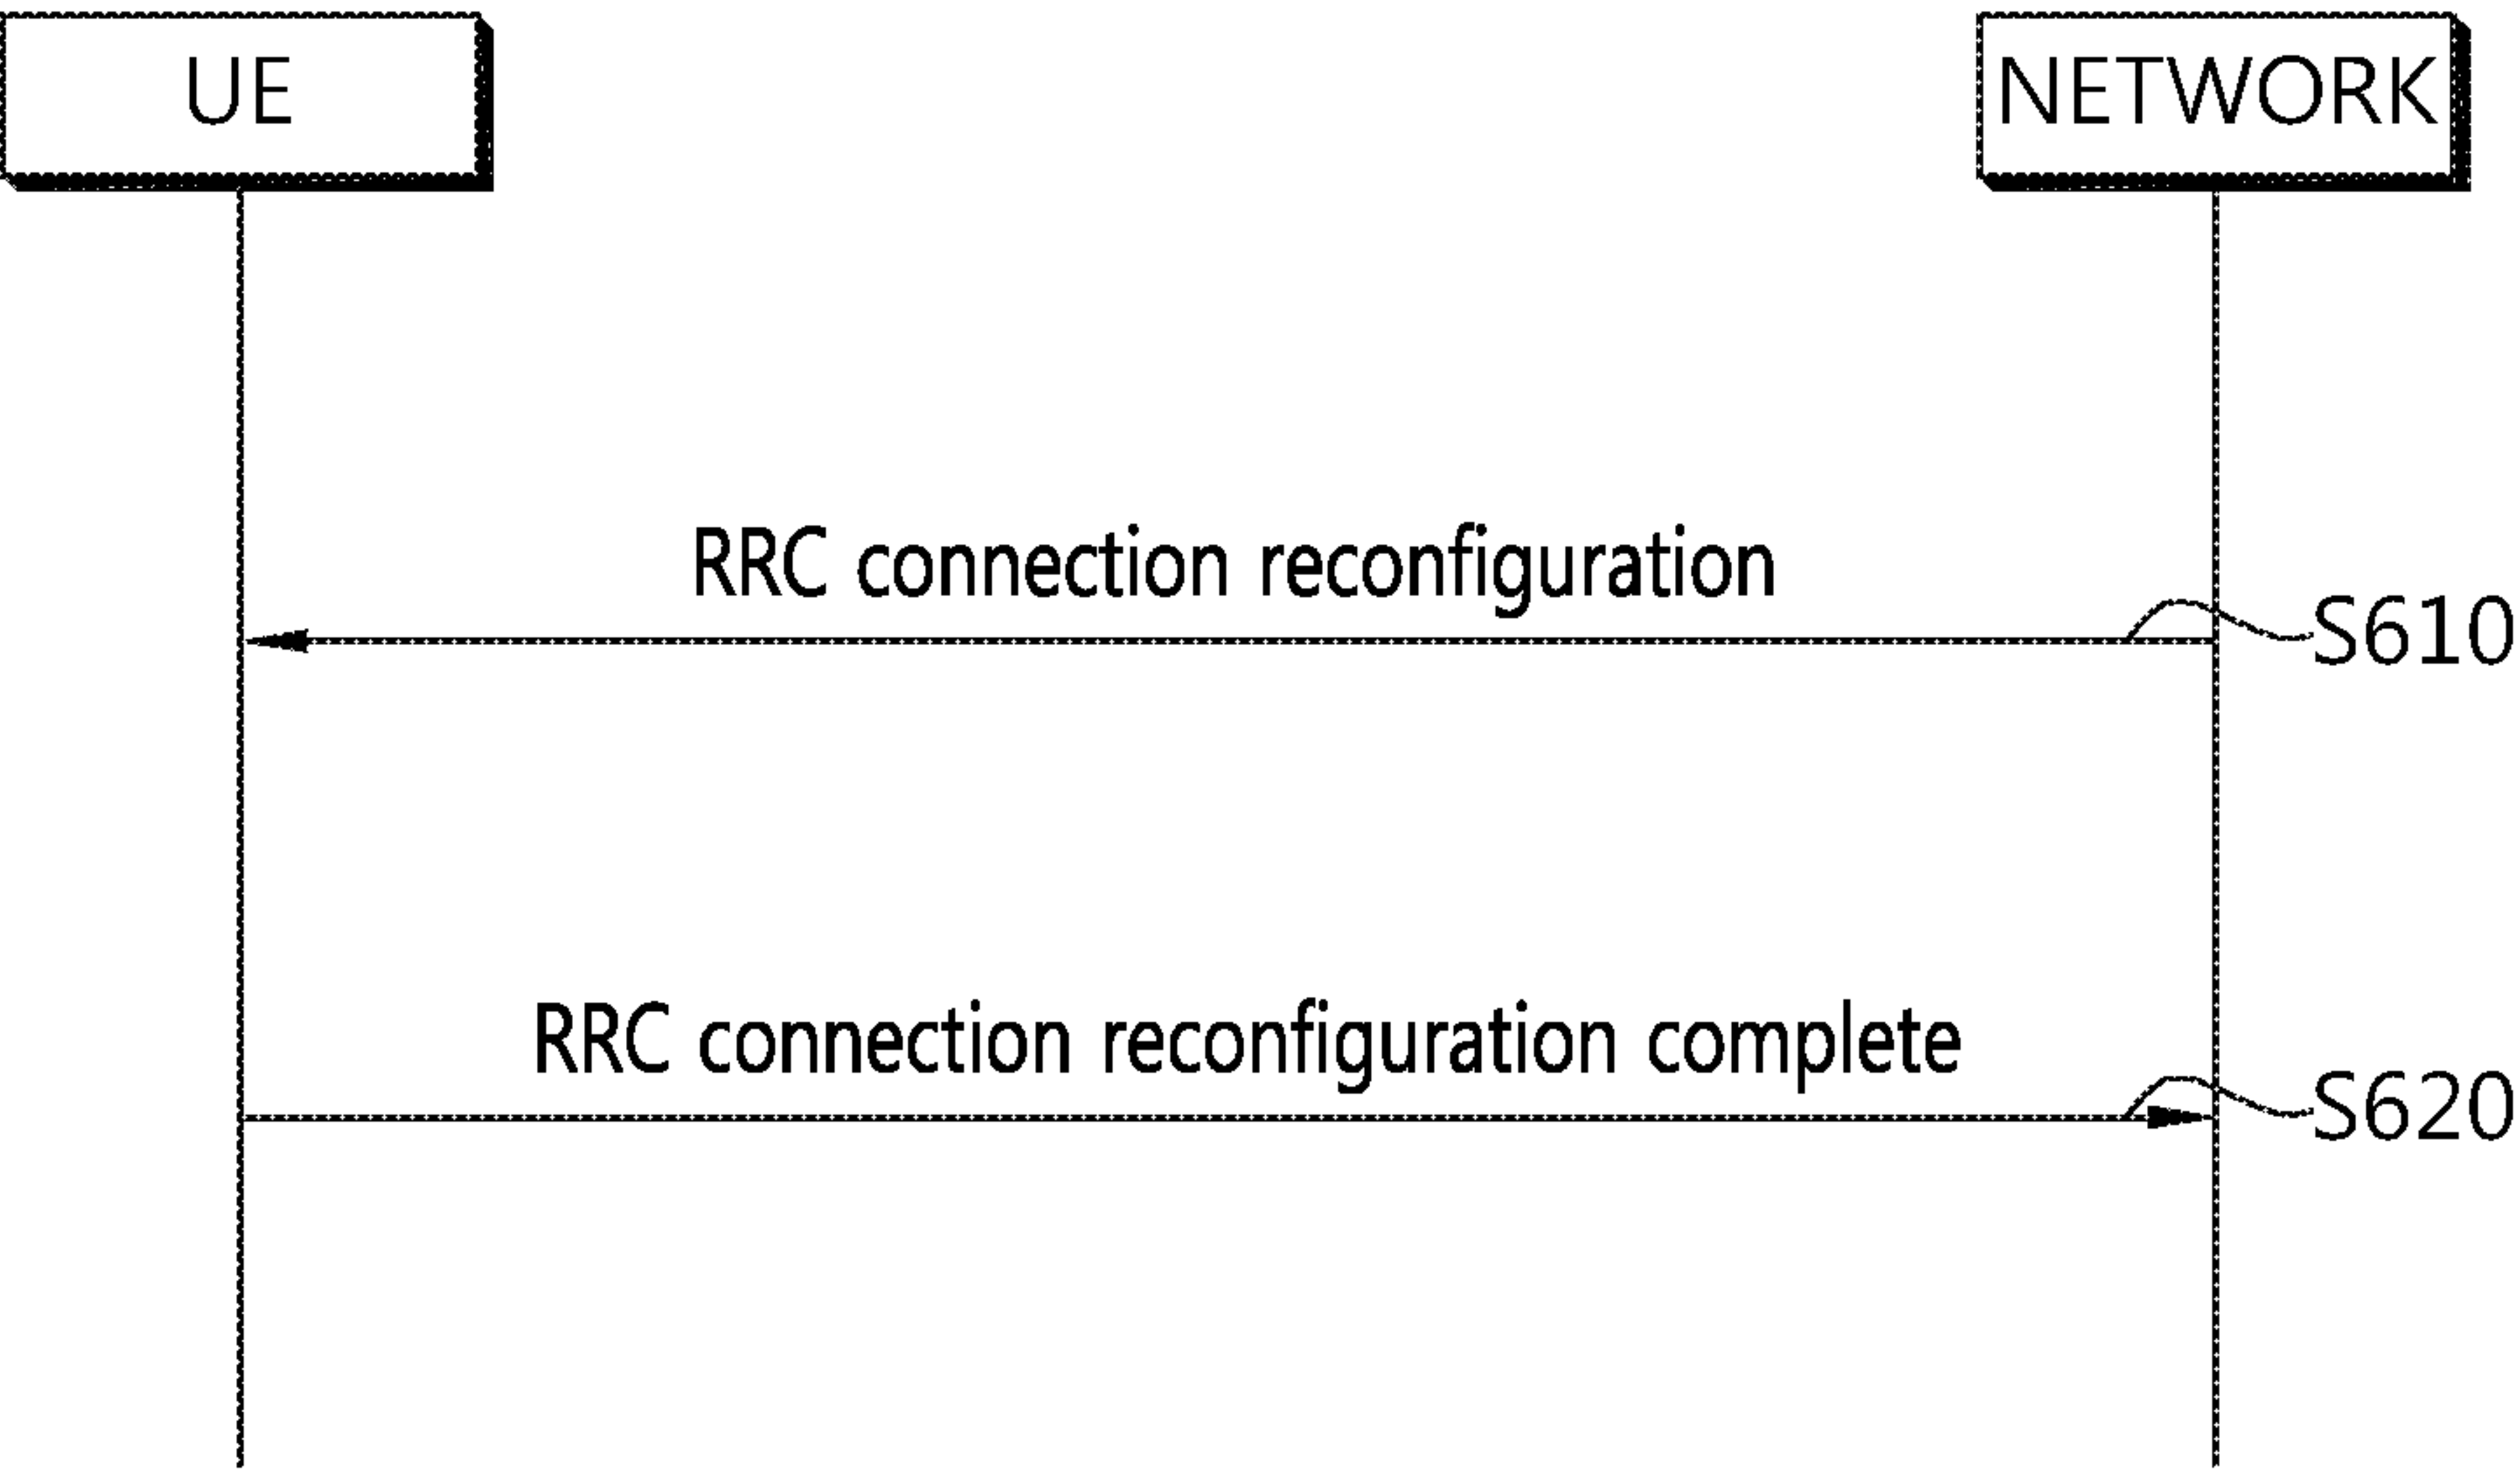 UE
NETWORK
RRC connection reconfiguration
S610
RRC connection reconfiguration complete
S620